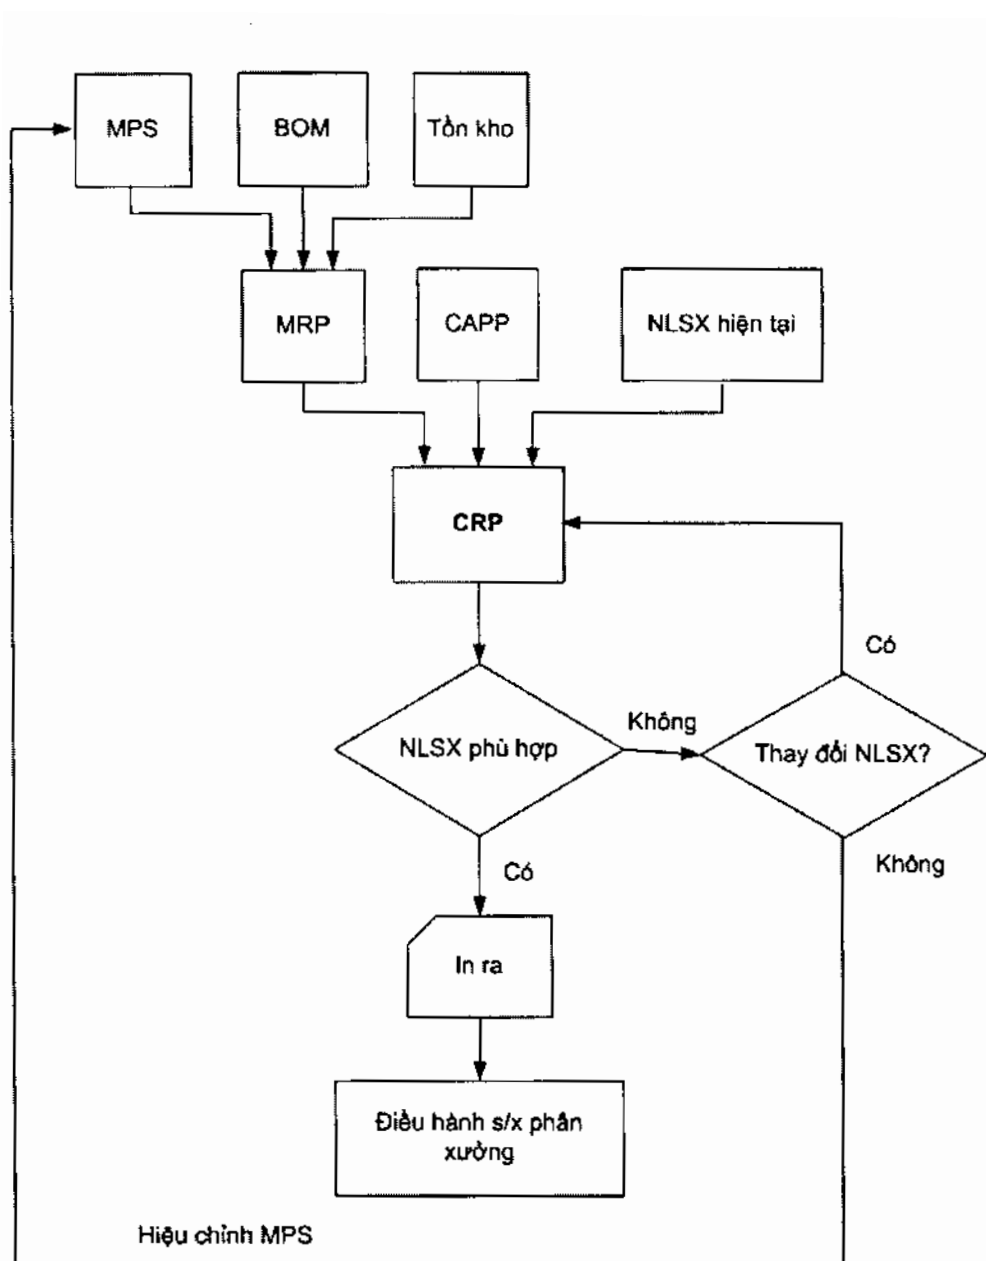 MPS
BOM
Tồn kho
MRP
CAPP
NLSX hiện tại
CRP
Có
Không
NLSX phù hợp
Thay đổi NLSX?
Có
Không
In ra
Điều hành s/x phân
xưởng
Hiệu chỉnh MPS